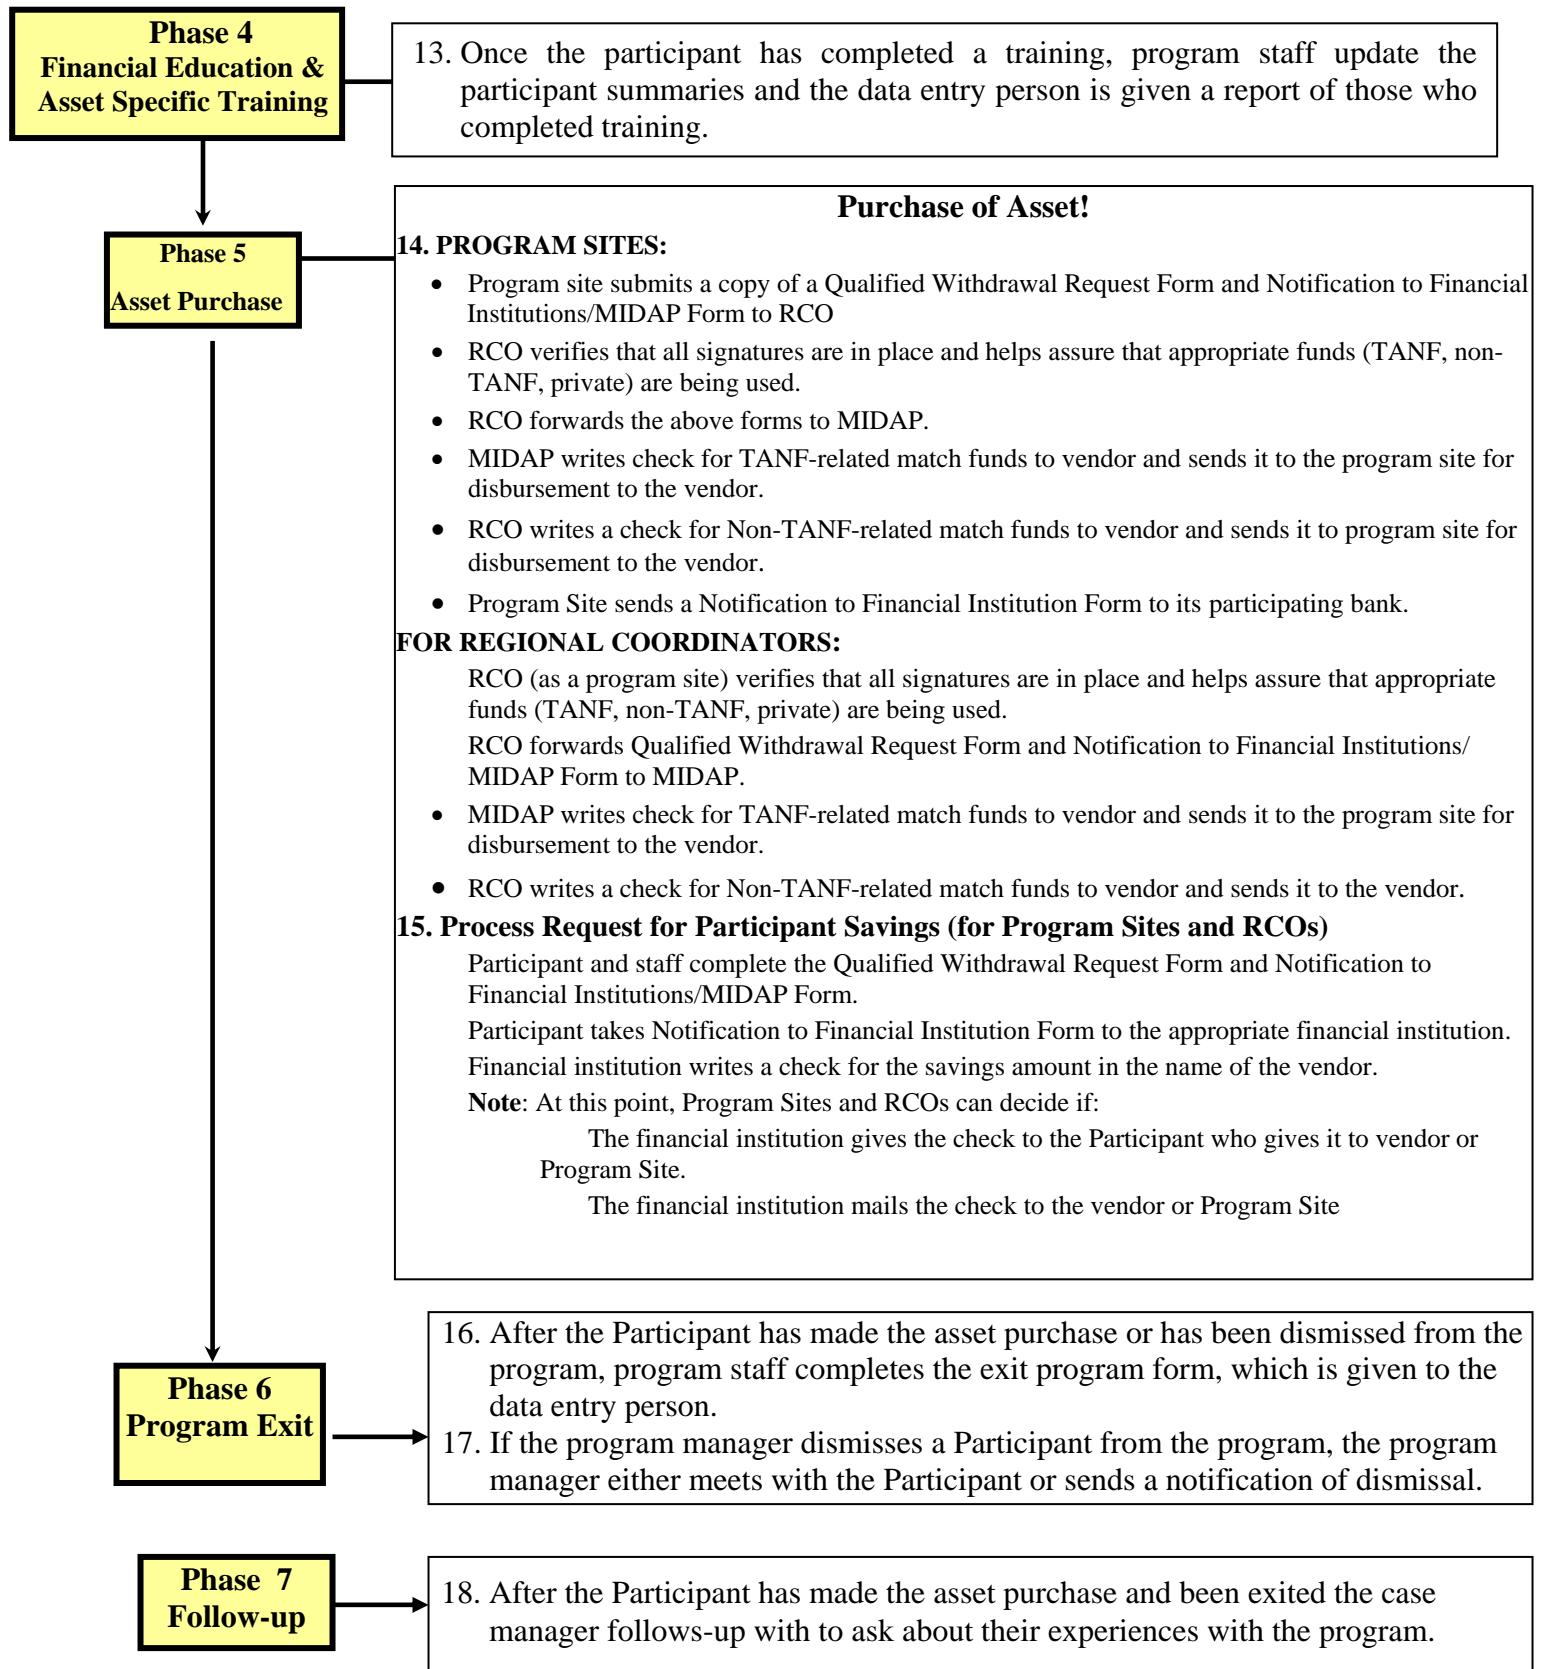 Phase 4
Financial Education &
Asset Specific Training
13. Once the participant has completed a training, program staff update the
participant summaries and the data entry person is given a report of those who
completed training.
Phase 5
Asset Purchase
Purchase of Asset!
14. PROGRAM SITES:
• Program site submits a copy of a Qualified Withdrawal Request Form and Notification to Financial
Institutions/MIDAP Form to RCO
• RCO verifies that all signatures are in place and helps assure that appropriate funds (TANF, non-
TANF, private) are being used.
• RCO forwards the above forms to MIDAP.
• MIDAP writes check for TANF-related match funds to vendor and sends it to the program site for
disbursement to the vendor.
• RCO writes a check for Non-TANF-related match funds to vendor and sends it to program site for
disbursement to the vendor.
• Program Site sends a Notification to Financial Institution Form to its participating bank.
FOR REGIONAL COORDINATORS:
RCO (as a program site) verifies that all signatures are in place and helps assure that appropriate
funds (TANF, non-TANF, private) are being used.
RCO forwards Qualified Withdrawal Request Form and Notification to Financial Institutions/
MIDAP Form to MIDAP.
• MIDAP writes check for TANF-related match funds to vendor and sends it to the program site for
disbursement to the vendor.
• RCO writes a check for Non-TANF-related match funds to vendor and sends it to the vendor.
15. Process Request for Participant Savings (for Program Sites and RCOs)
Participant and staff complete the Qualified Withdrawal Request Form and Notification to
Financial Institutions/MIDAP Form.
Participant takes Notification to Financial Institution Form to the appropriate financial institution.
Financial institution writes a check for the savings amount in the name of the vendor.
Note: At this point, Program Sites and RCOs can decide if:
The financial institution gives the check to the Participant who gives it to vendor or
Program Site.
The financial institution mails the check to the vendor or Program Site
Phase 6
Program Exit
16. After the Participant has made the asset purchase or has been dismissed from the
program, program staff completes the exit program form, which is given to the
data entry person.
17. If the program manager dismisses a Participant from the program, the program
manager either meets with the Participant or sends a notification of dismissal.
Phase 7
Follow-up
18. After the Participant has made the asset purchase and been exited the case
manager follows-up with to ask about their experiences with the program.